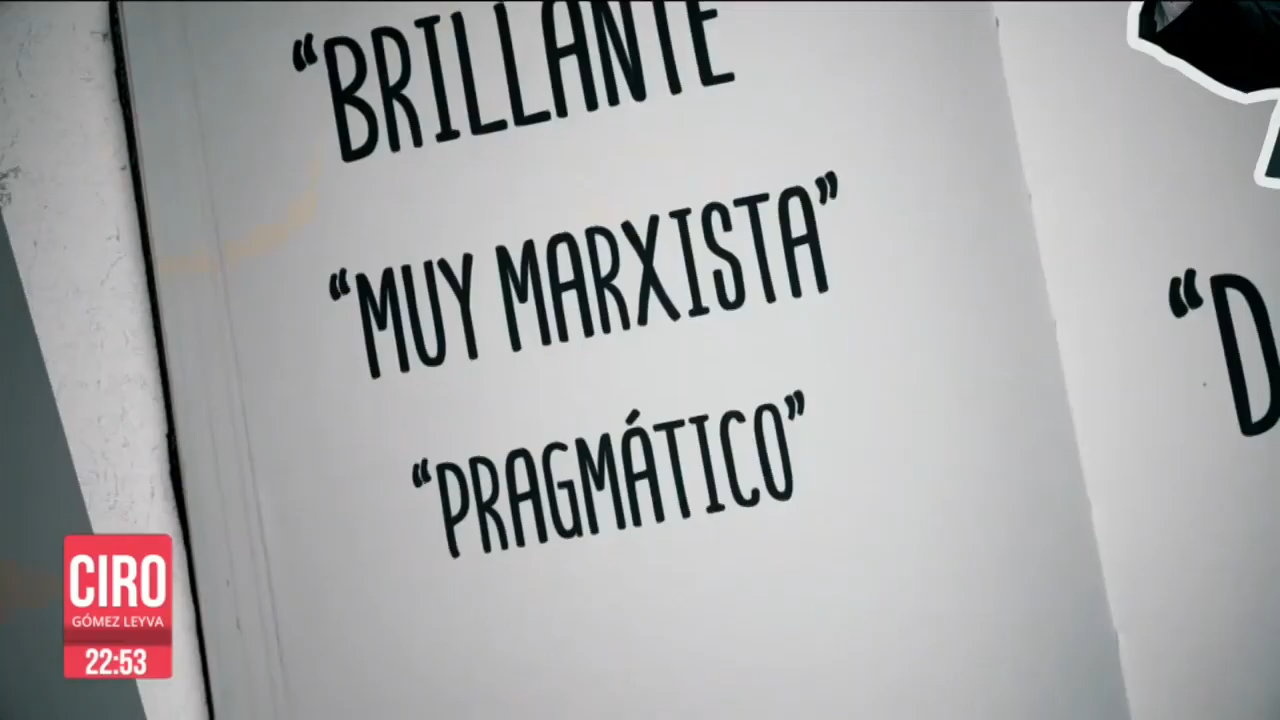 “BRILLANTE
“MUY MARXISTA”
“PRAGMÁTICO”
“D
CIRO
GÓMEZ LEYVA
22:53